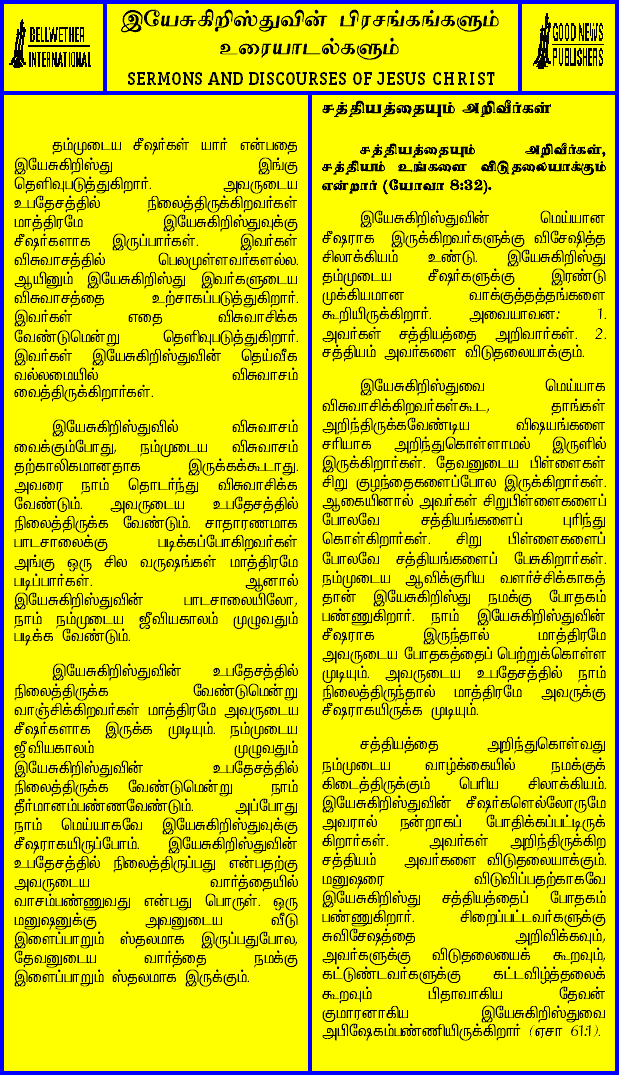 BELLWETHER
INTERNATIONAL
இயேசுகிறிஸ்துவின் பிரசங்கங்களும்
உரையாடல்களும்
SERMONS AND DISCOURSES OF JESUS CHRIST
GOOD NEWS
PUBLISHERS
தம்முடைய சீஷர்கள் யார் என்பதை
இயேசுகிறிஸ்து இங்கு
தெளிவுபடுத்துகிறார். அவருடைய
உபதேசத்தில் நிலைத்திருக்கிறவர்கள்
மாத்திரமே இயேசுகிறிஸ்துவுக்கு
சீஷர்களாக இருப்பார்கள். இவர்கள்
விசுவாசத்தில் பெலமுள்ளவர்களல்ல.
ஆயினும் இயேசுகிறிஸ்து இவர்களுடைய
விசுவாசத்தை உற்சாகப்படுத்துகிறார்.
இவர்கள் எதை விசுவாசிக்க
வேண்டுமென்று தெளிவுபடுத்துகிறார்.
இவர்கள் இயேசுகிறிஸ்துவின் தெய்வீக
வல்லமையில் விசுவாசம்
வைத்திருக்கிறார்கள்.
இயேசுகிறிஸ்துவில் விசுவாசம்
வைக்கும்போது, நம்முடைய விசுவாசம்
தற்காலிகமானதாக இருக்கக்கூடாது.
அவரை நாம் தொடர்ந்து விசுவாசிக்க
வேண்டும். அவருடைய உபதேசத்தில்
நிலைத்திருக்க வேண்டும். சாதாரணமாக
பாடசாலைக்கு படிக்கப்போகிறவர்கள்
அங்கு ஒரு சில வருஷங்கள் மாத்திரமே
படிப்பார்கள். ஆனால்
இயேசுகிறிஸ்துவின் பாடசாலையிலோ,
நாம் நம்முடைய ஜீவியகாலம் முழுவதும்
படிக்க வேண்டும்.
இயேசுகிறிஸ்துவின் உபதேசத்தில்
நிலைத்திருக்க வேண்டுமென்று
வாஞ்சிக்கிறவர்கள் மாத்திரமே அவருடைய
சீஷர்களாக இருக்க முடியும். நம்முடைய
ஜீவியகாலம் முழுவதும்
இயேசுகிறிஸ்துவின் உபதேசத்தில்
நிலைத்திருக்க வேண்டுமென்று நாம்
தீர்மானம்பண்ணவேண்டும். அப்போது
நாம் மெய்யாகவே இயேசுகிறிஸ்துவுக்கு
சீஷராகயிருப்போம். இயேசுகிறிஸ்துவின்
உபதேசத்தில் நிலைத்திருப்பது என்பதற்கு
அவருடைய வார்த்தையில்
வாசம்பண்ணுவது என்பது பொருள். ஒரு
மனுஷனுக்கு அவனுடைய வீடு
இளைப்பாறும் ஸ்தலமாக இருப்பதுபோல,
தேவனுடைய வார்த்தை நமக்கு
இளைப்பாறும் ஸ்தலமாக இருக்கும்.
சத்தியத்தையும் அறிவீர்கள்
சத்தியத்தையும் அறிவீர்கள்,
சத்தியம் உங்களை விடுதலையாக்கும்
என்றார் (யோவா 8:32).
இயேசுகிறிஸ்துவின் மெய்யான
சீஷராக இருக்கிறவர்களுக்கு விசேஷித்த
சிலாக்கியம் உண்டு. இயேசுகிறிஸ்து
தம்முடைய சீஷர்களுக்கு இரண்டு
முக்கியமான வாக்குத்தத்தங்களை
கூறியிருக்கிறார். அவையாவன: 1.
அவர்கள் சத்தியத்தை அறிவார்கள். 2.
சத்தியம் அவர்களை விடுதலையாக்கும்.
இயேசுகிறிஸ்துவை மெய்யாக
விசுவாசிக்கிறவர்கள்கூட, தாங்கள்
அறிந்திருக்கவேண்டிய விஷயங்களை
சரியாக அறிந்துகொள்ளாமல் இருளில்
இருக்கிறார்கள். தேவனுடைய பிள்ளைகள்
சிறு குழந்தைகளைப்போல இருக்கிறார்கள்.
ஆகையினால் அவர்கள் சிறுபிள்ளைகளைப்
போலவே சத்தியங்களைப் புரிந்து
கொள்கிறார்கள். சிறு பிள்ளைகளைப்
போலவே சத்தியங்களைப் பேசுகிறார்கள்.
நம்முடைய ஆவிக்குரிய வளர்ச்சிக்காகத்
தான் இயேசுகிறிஸ்து நமக்கு போதகம்
பண்ணுகிறார். நாம் இயேசுகிறிஸ்துவின்
சீஷராக இருந்தால் மாத்திரமே
அவருடைய போதகத்தைப் பெற்றுக்கொள்ள
முடியும். அவருடைய உபதேசத்தில் நாம்
நிலைத்திருந்தால் மாத்திரமே அவருக்கு
சீஷராகயிருக்க முடியும்.
சத்தியத்தை அறிந்துகொள்வது
நம்முடைய வாழ்க்கையில் நமக்குக்
கிடைத்திருக்கும் பெரிய சிலாக்கியம்.
இயேசுகிறிஸ்துவின் சீஷர்களெல்லோருமே
அவரால் நன்றாகப் போதிக்கப்பட்டிருக்
கிறார்கள். அவர்கள் அறிந்திருக்கிற
சத்தியம் அவர்களை விடுதலையாக்கும்.
மனுஷரை விடுவிப்பதற்காகவே
இயேசுகிறிஸ்து சத்தியத்தைப் போதகம்
பண்ணுகிறார். சிறைப்பட்டவர்களுக்கு
சுவிசேஷத்தை அறிவிக்கவும்,
அவர்களுக்கு விடுதலையைக் கூறவும்,
கட்டுண்டவர்களுக்கு கட்டவிழ்த்தலைக்
கூறவும் பிதாவாகிய தேவன்
குமாரனாகிய இயேசுகிறிஸ்துவை
அபிஷேகம்பண்ணியிருக்கிறார் (ஏசா 61:1).